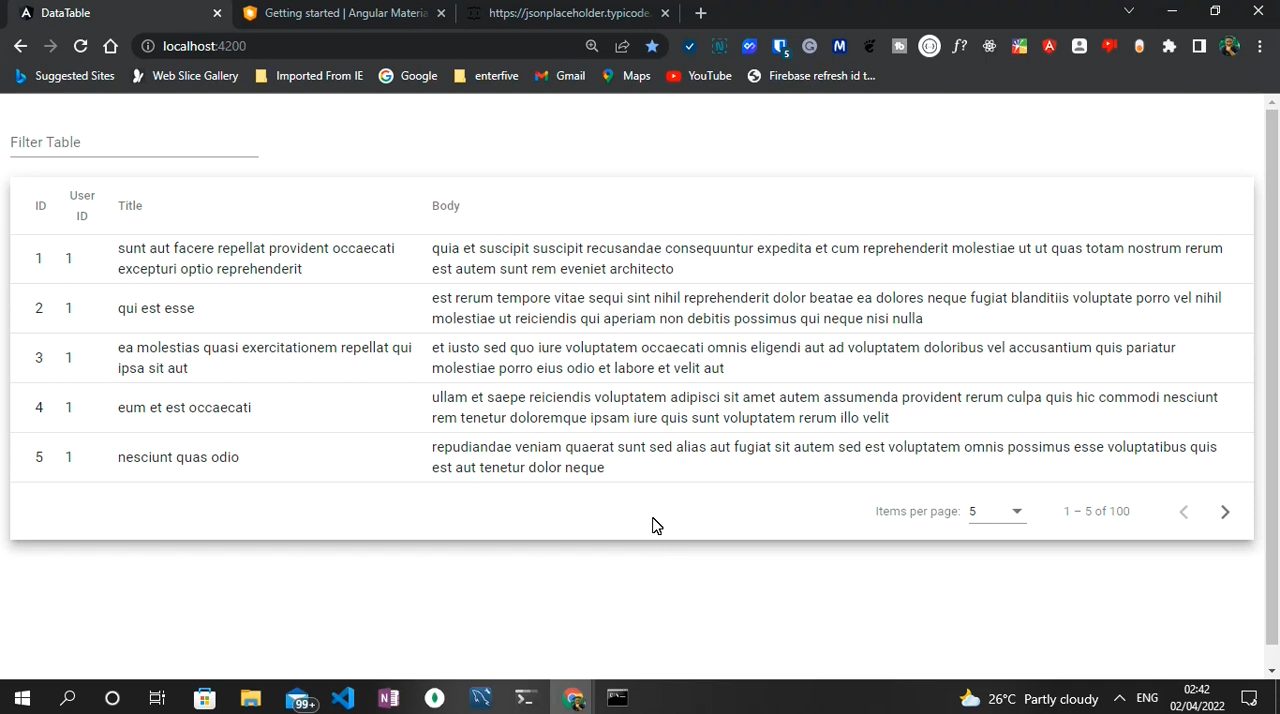 DataTable
Getting started | Angular Materia
https://jsonplaceholder.typicode.
localhost:4200
5
Suggested Sites
Web Slice Gallery
Imported From IE
Google
enterfive
Gmail
Maps
YouTube
Firebase refresh id t...
Filter Table
ID User ID Title Body
1 1 sunt aut facere repellat provident occaecati quia et suscipit suscipit recusandae consequuntur expedita et cum reprehenderit molestiae ut ut quas totam nostrum rerum
excepturi optio reprehenderit est autem sunt rem eveniet architecto
2 1 qui est esse est rerum tempore vitae sequi sint nihil reprehenderit dolor beatae ea dolores neque fugiat blanditiis voluptate porro vel nihil
molestiae ut reiciendis qui aperiam non debitis possimus qui neque nisi nulla
3 1 ea molestias quasi exercitationem repellat qui et iusto sed quo iure voluptatem occaecati omnis eligendi aut ad voluptatem doloribus vel accusantium quis pariatur
ipsa sit aut molestiae porro eius odio et labore et velit aut
4 1 eum et est occaecati ullam et saepe reiciendis voluptatem adipisci sit amet autem assumenda provident rerum culpa quis hic commodi nesciunt
rem tenetur doloremque ipsam iure quis sunt voluptatem rerum illo velit
5 1 nesciunt quas odio repudiandae veniam quaerat sunt sed alias aut fugiat sit autem sed est voluptatem omnis possimus esse voluptatibus quis
est aut tenetur dolor neque
Items per page: 5 1 – 5 of 100
99+
26°C Partly cloudy
ENG
02:42
02/04/2022